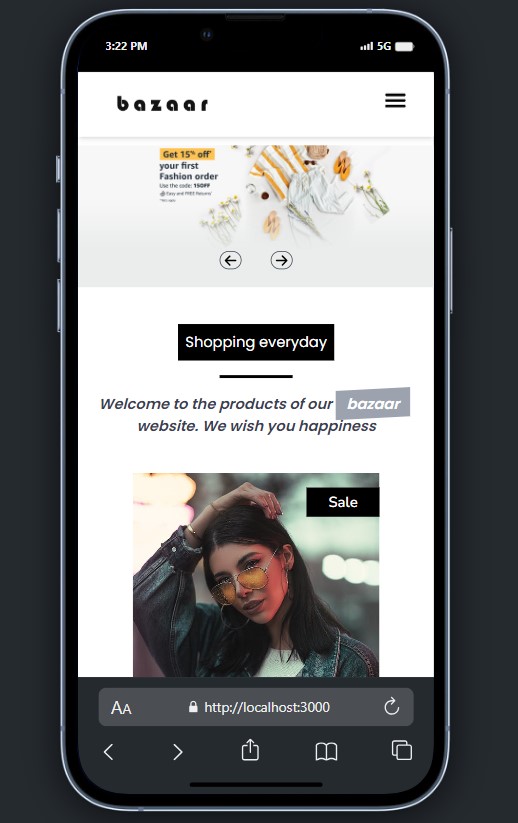 3:22 PM
5G
bazaar
Get 15% off*
your first
Fashion order
Use the code: 15OFF
Easy and FREE Returns*
Shopping everyday
Welcome to the products of our bazaar
website. We wish you happiness
Sale
AA
http://localhost:3000